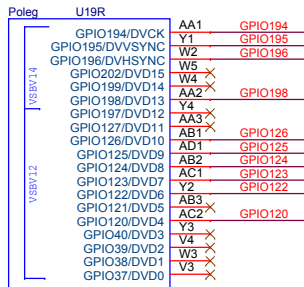 Poleg U19R
GPIO194/DVCK AA1 GPIO194
GPIO195/DVVSYNC Y1 GPIO195
GPIO196/DVHSYNC W2 GPIO196
GPIO202/DVD15 W5
GPIO199/DVD14 W4
GPIO198/DVD13 AA2 GPIO198
GPIO197/DVD12 Y4
GPIO127/DVD11 AA3
GPIO126/DVD10 AB1 GPIO126
GPIO125/DVD9 AD1 GPIO125
GPIO124/DVD8 AB2 GPIO124
GPIO123/DVD7 AC1 GPIO123
GPIO122/DVD6 Y2 GPIO122
GPIO121/DVD5 AB3
GPIO120/DVD4 AC2 GPIO120
GPIO40/DVD3 Y3
GPIO39/DVD2 V4
GPIO38/DVD1 W3
GPIO37/DVD0 V3
VSBV14
VSBV12